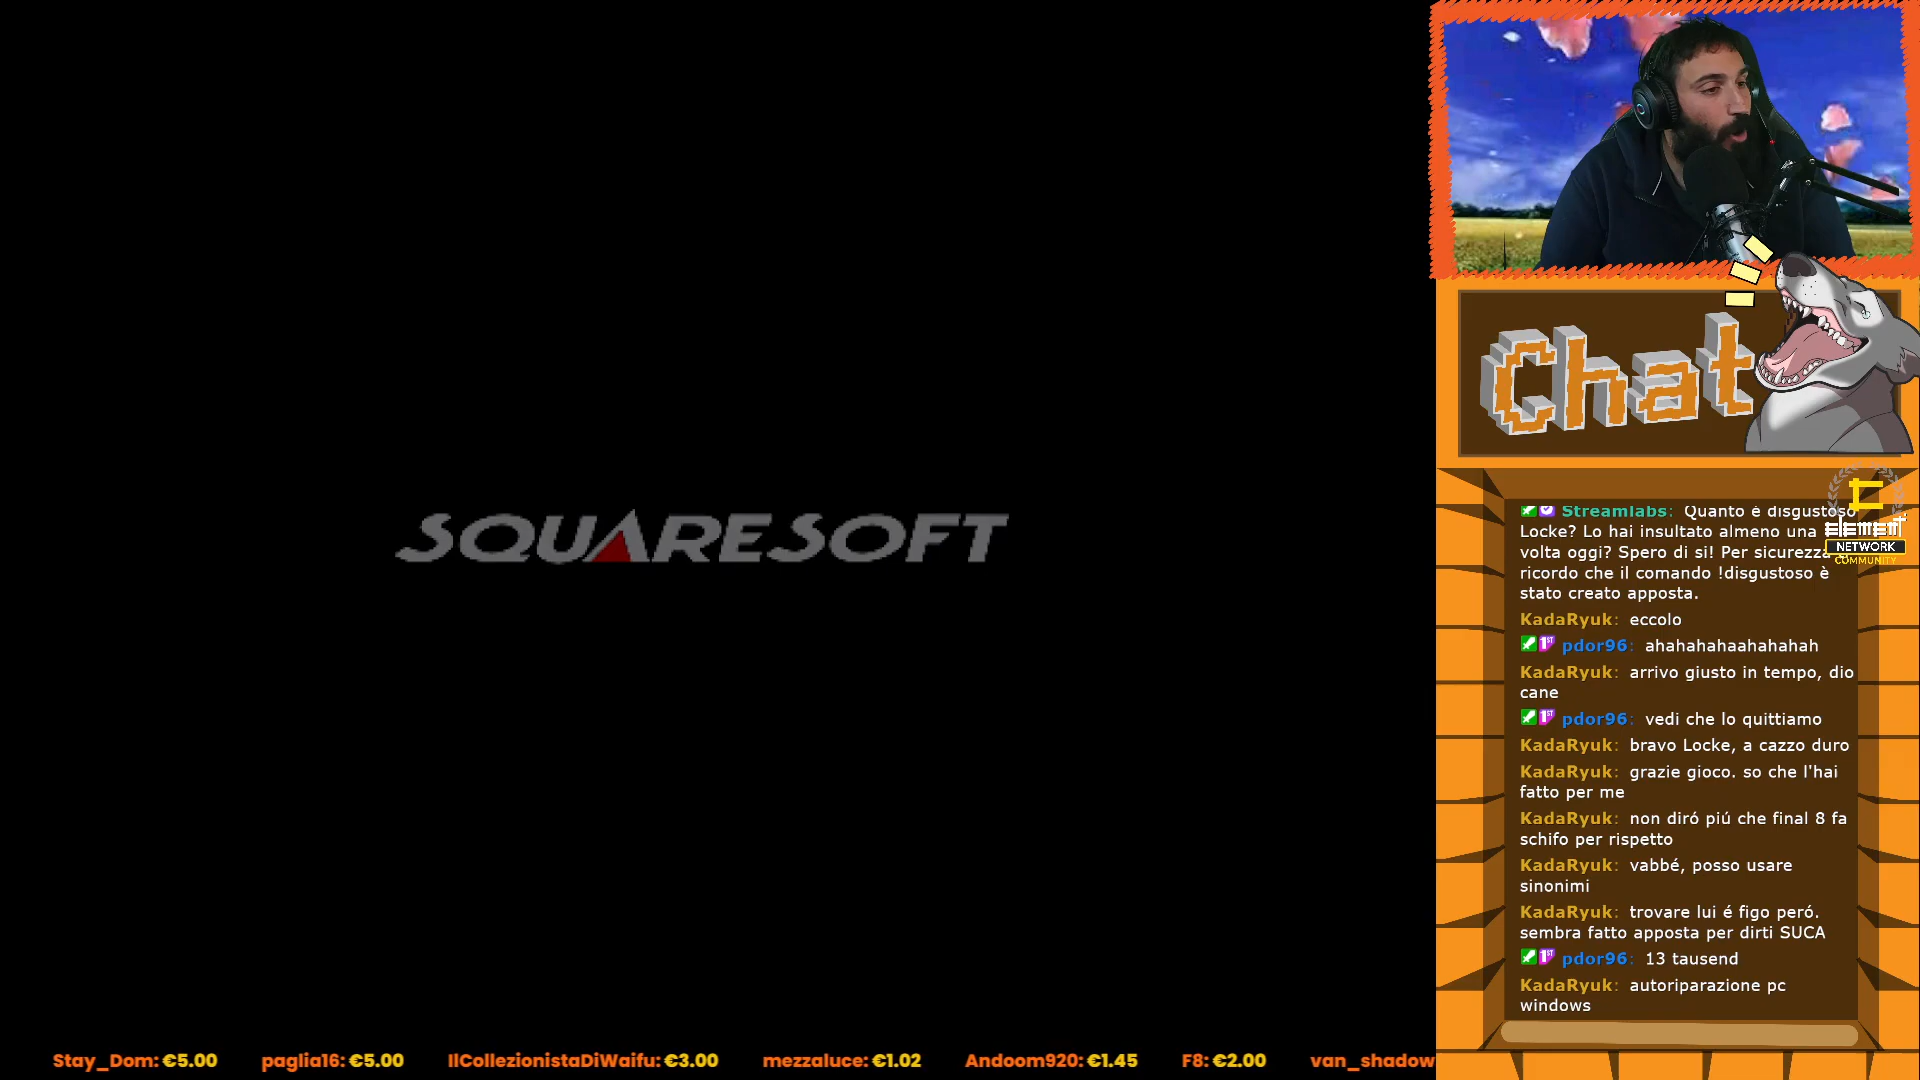 SQUARESOFT
Chat
Streamlabs: Quanto è disgustoso
Locke? Lo hai insultato almeno una
volta oggi? Spero di si! Per sicurezza
ricordo che il comando !disgustoso è
stato creato apposta.
KadaRyuk: eccolo
1ST pdor96: ahahahahaahahahah
KadaRyuk: arrivo giusto in tempo, dio
cane
1ST pdor96: vedi che lo quittiamo
KadaRyuk: bravo Locke, a cazzo duro
KadaRyuk: grazie gioco. so che l'hai
fatto per me
KadaRyuk: non diró piú che final 8 fa
schifo per rispetto
KadaRyuk: vabbé, posso usare
sinonimi
KadaRyuk: trovare lui é figo peró.
sembra fatto apposta per dirti SUCA
1ST pdor96: 13 tausend
KadaRyuk: autoriparazione pc
windows
ELEMENT
NETWORK
COMMUNITY
Stay_Dom: €5.00 paglia16: €5.00 IlCollezionistaDiWaifu: €3.00 mezzaluce: €1.02 Andoom920: €1.45 F8: €2.00 van_shadow